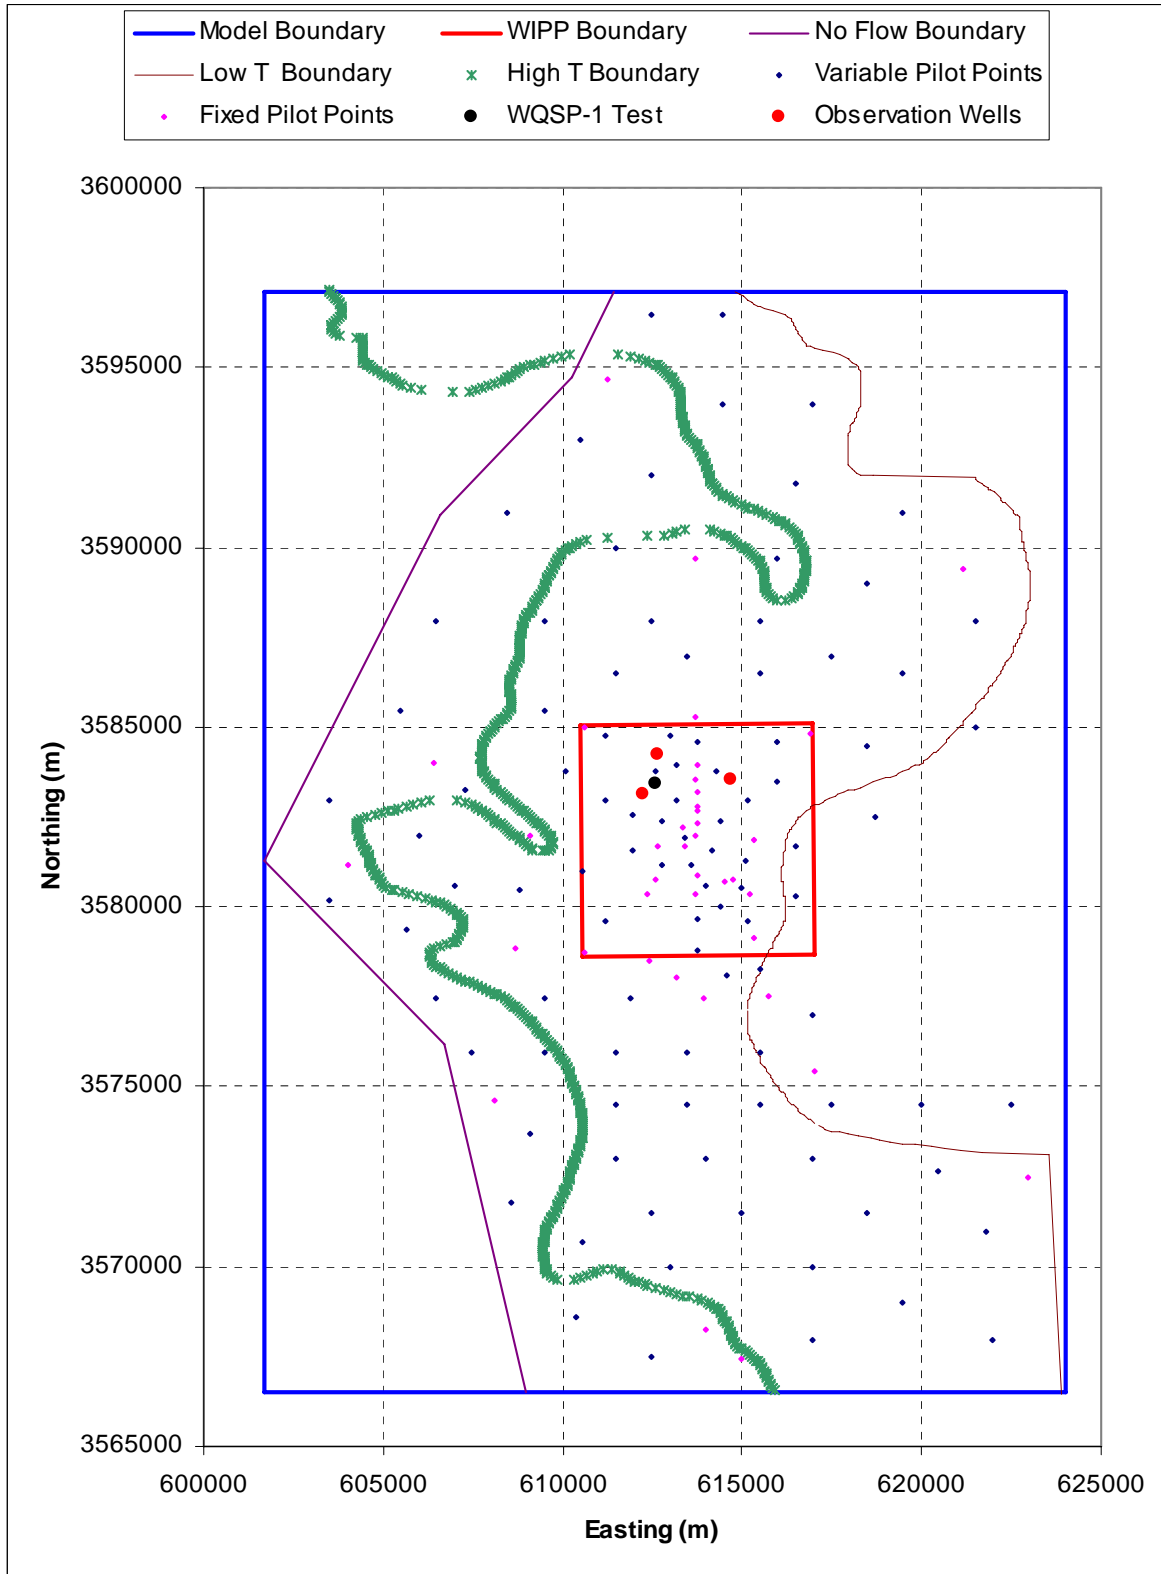 Model Boundary WIPP Boundary No Flow Boundary
Low T Boundary High T Boundary Variable Pilot Points
Fixed Pilot Points WQSP-1 Test Observation Wells
3600000
3595000
3590000
3585000
3580000
3575000
3570000
3565000
Northing (m)
600000 605000 610000 615000 620000 625000
Easting (m)